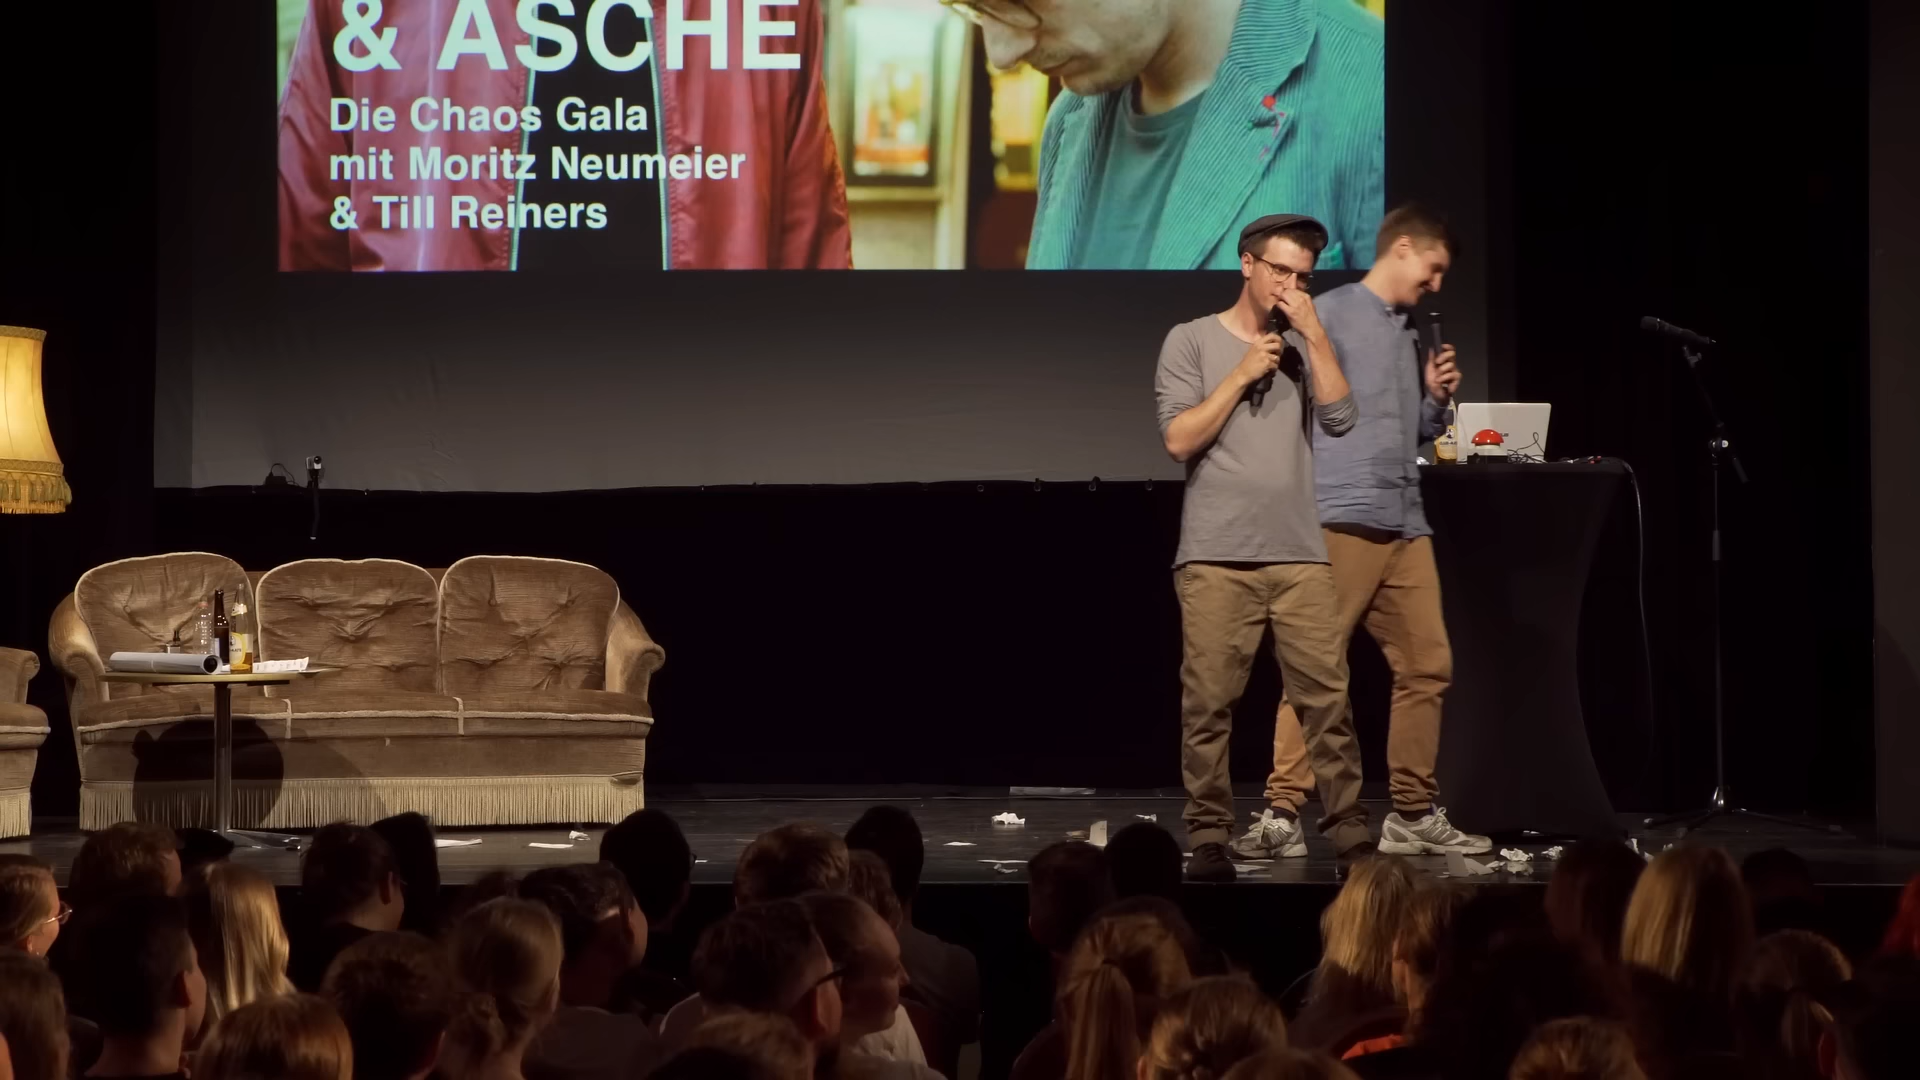 & ASCHE
Die Chaos Gala
mit Moritz Neumeier
& Till Reiners